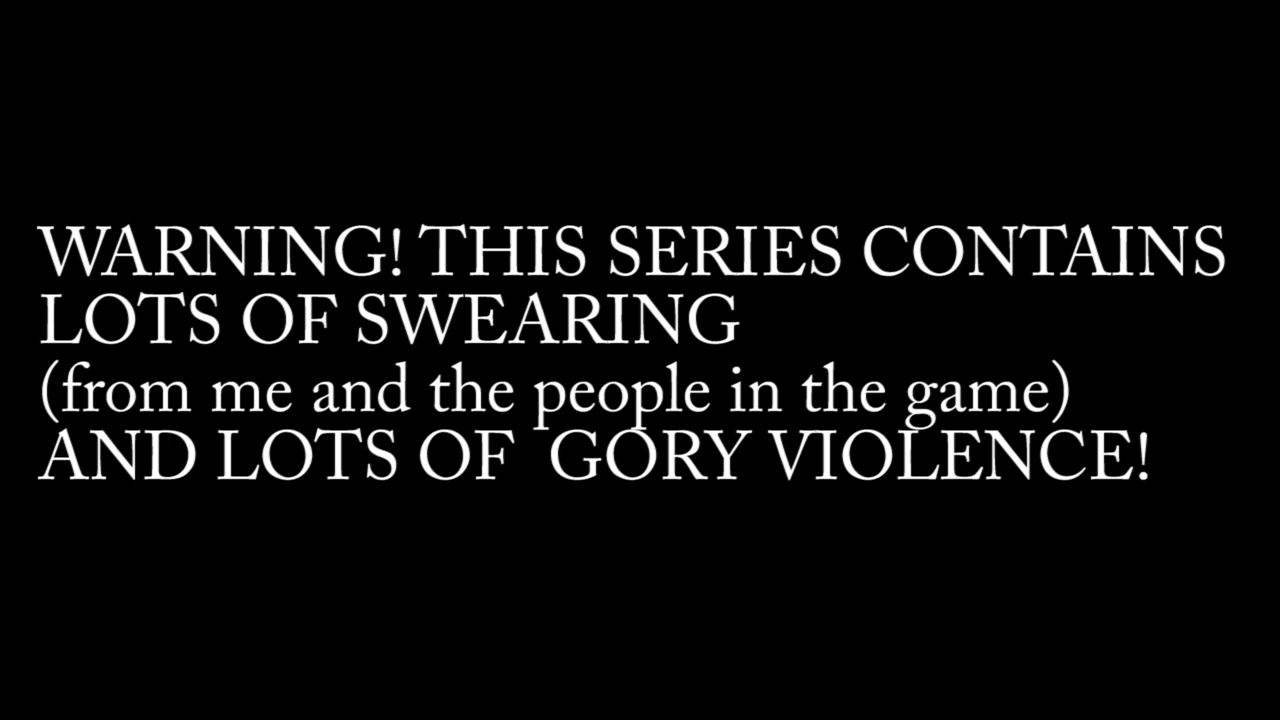 WARNING! THIS SERIES CONTAINS
LOTS OF SWEARING
(from me and the people in the game)
AND LOTS OF  GORY VIOLENCE!